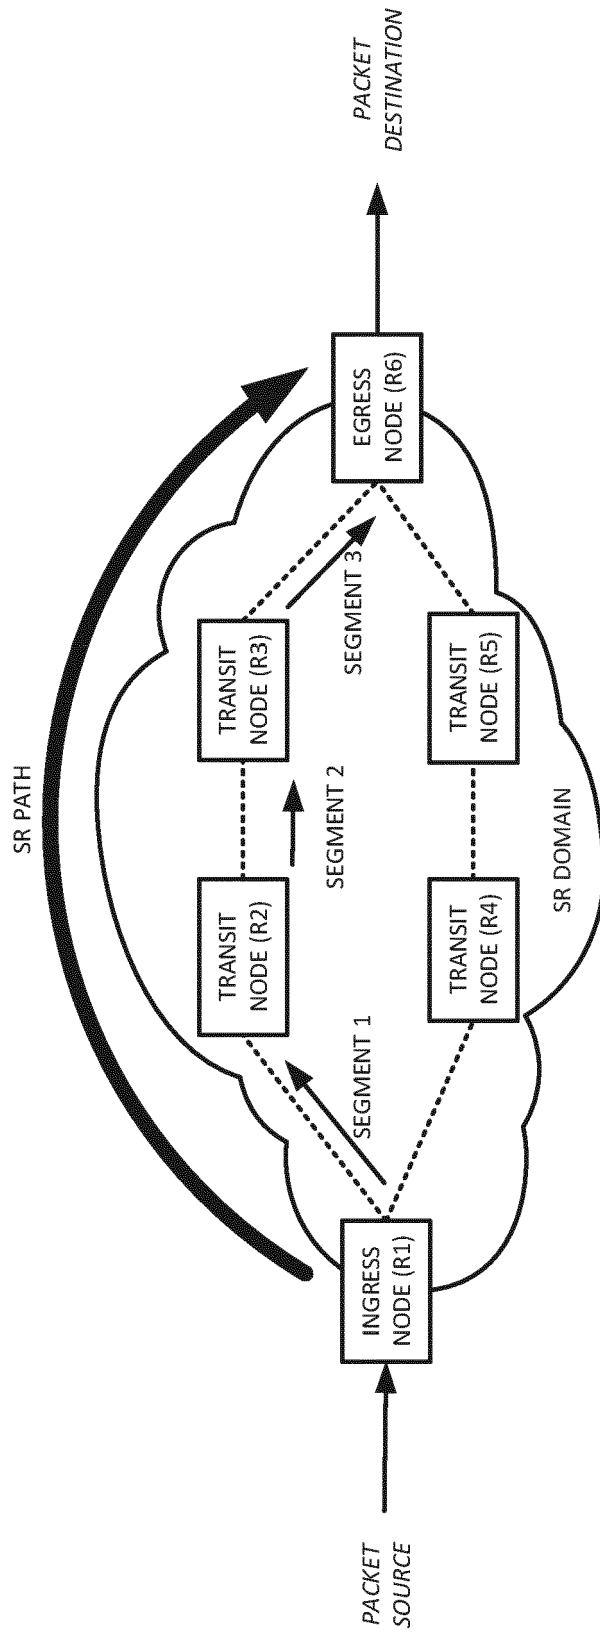 SR PATH
PACKET
SOURCE
INGRESS
NODE (R1)
SEGMENT 1
TRANSIT
NODE (R2)
SEGMENT 2
TRANSIT
NODE (R3)
SEGMENT 3
TRANSIT
NODE (R4)
TRANSIT
NODE (R5)
SR DOMAIN
EGRESS
NODE (R6)
PACKET
DESTINATION